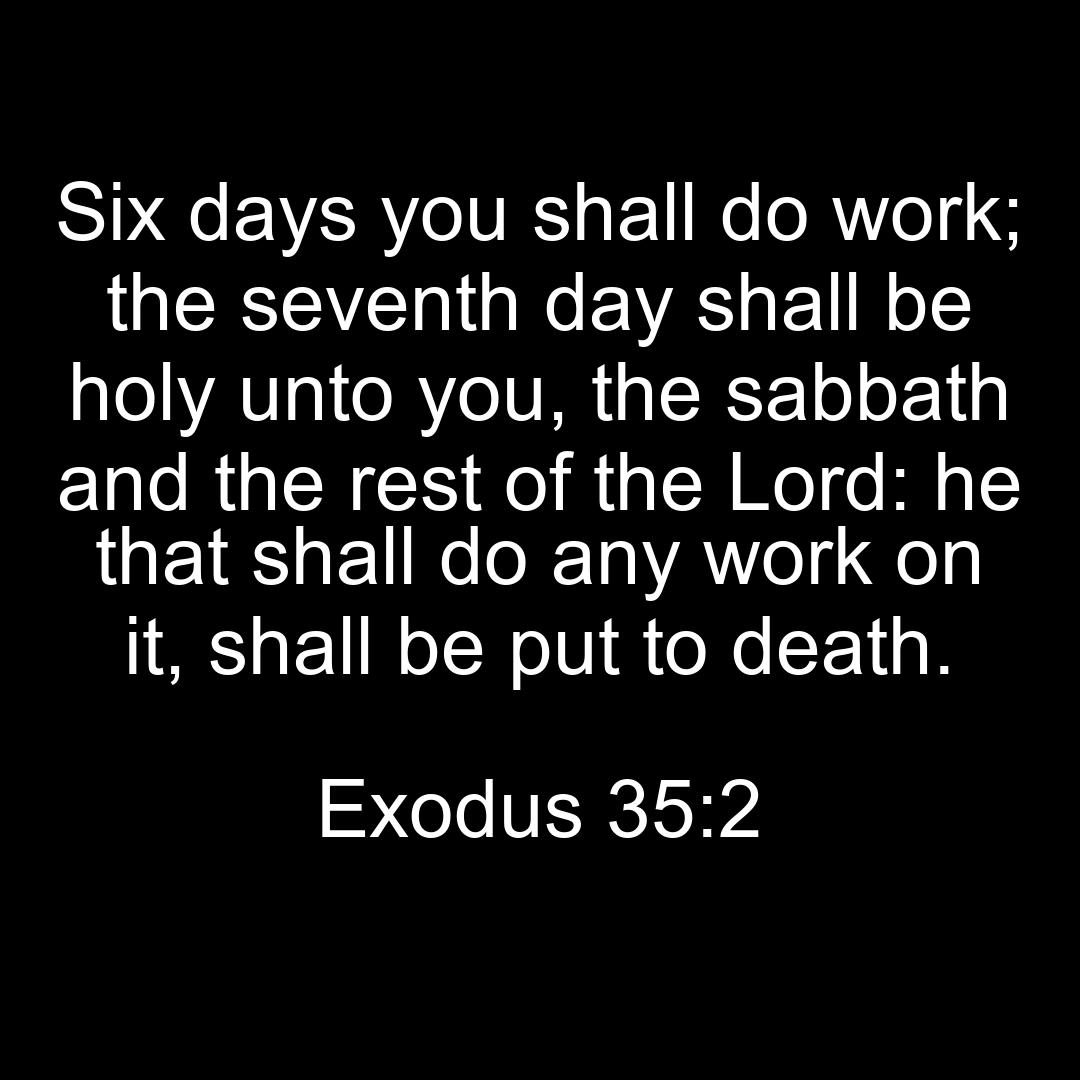 Six days you shall do work;
the seventh day shall be
holy unto you, the sabbath
and the rest of the Lord: he
that shall do any work on
it, shall be put to death.
Exodus 35:2